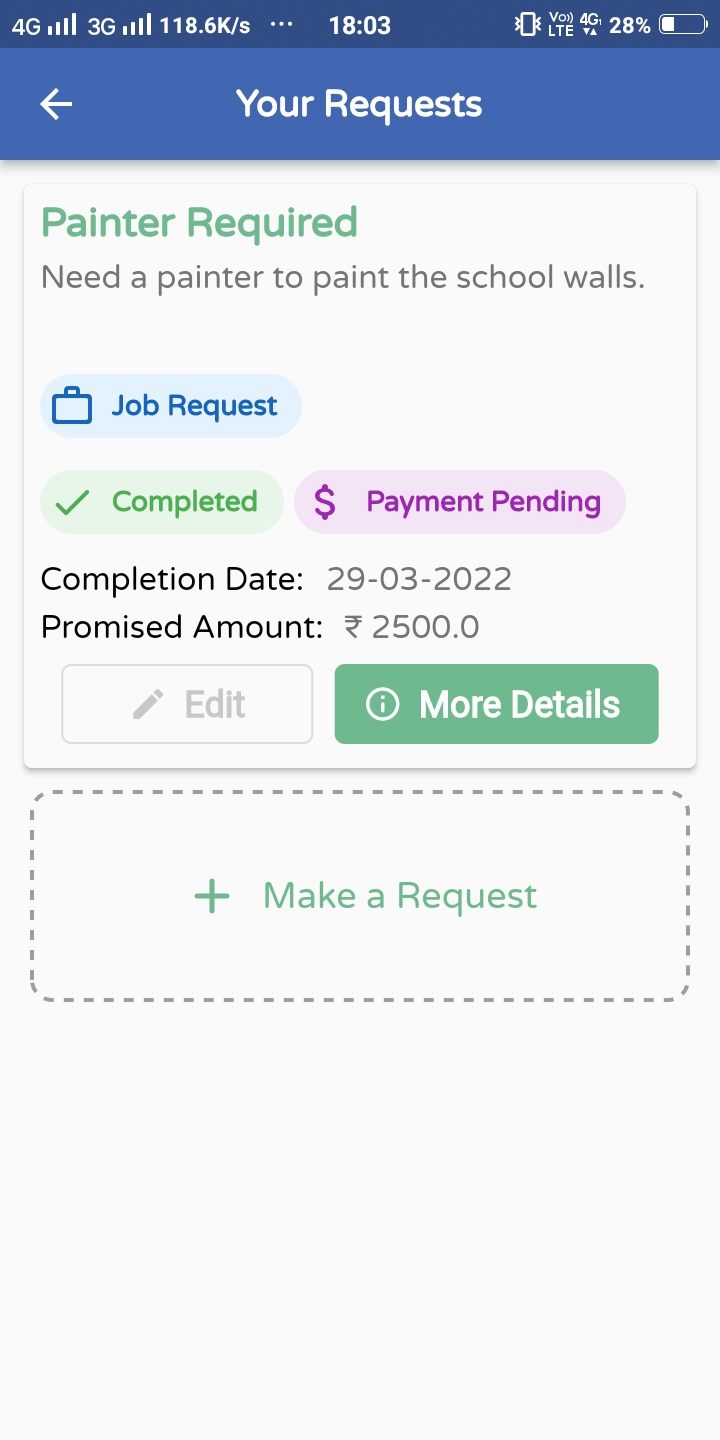 4G 3G 118.6K/s ... 18:03 Vo)) LTE 4G 28%
Your Requests
Painter Required
Need a painter to paint the school walls.
Job Request
Completed $ Payment Pending
Completion Date: 29-03-2022
Promised Amount: ₹ 2500.0
Edit More Details
+ Make a Request